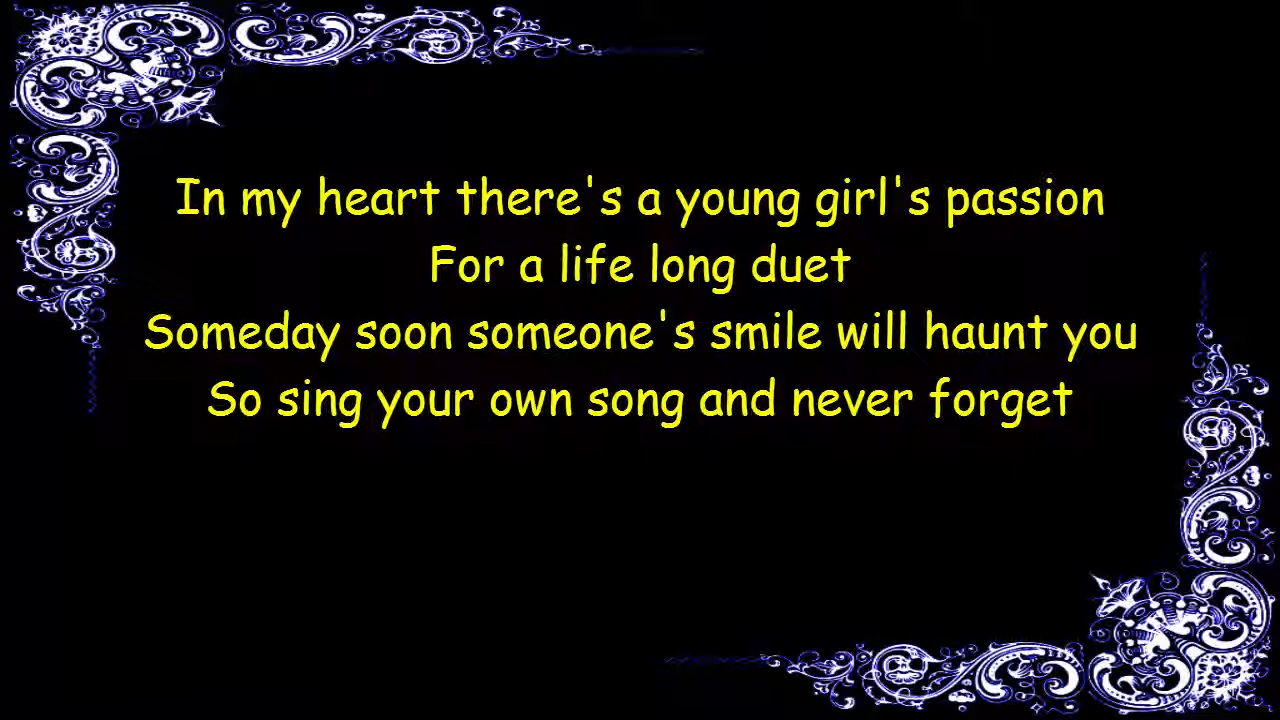 In my heart there's a young girl's passion
For a life long duet
Someday soon someone's smile will haunt you
So sing your own song and never forget